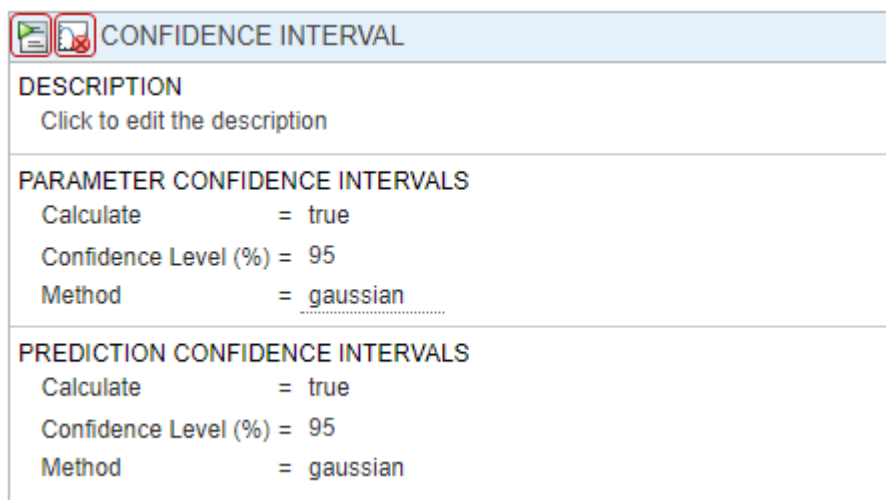 CONFIDENCE INTERVAL
DESCRIPTION
Click to edit the description
PARAMETER CONFIDENCE INTERVALS
Calculate = true
Confidence Level (%) = 95
Method = gaussian
PREDICTION CONFIDENCE INTERVALS
Calculate = true
Confidence Level (%) = 95
Method = gaussian